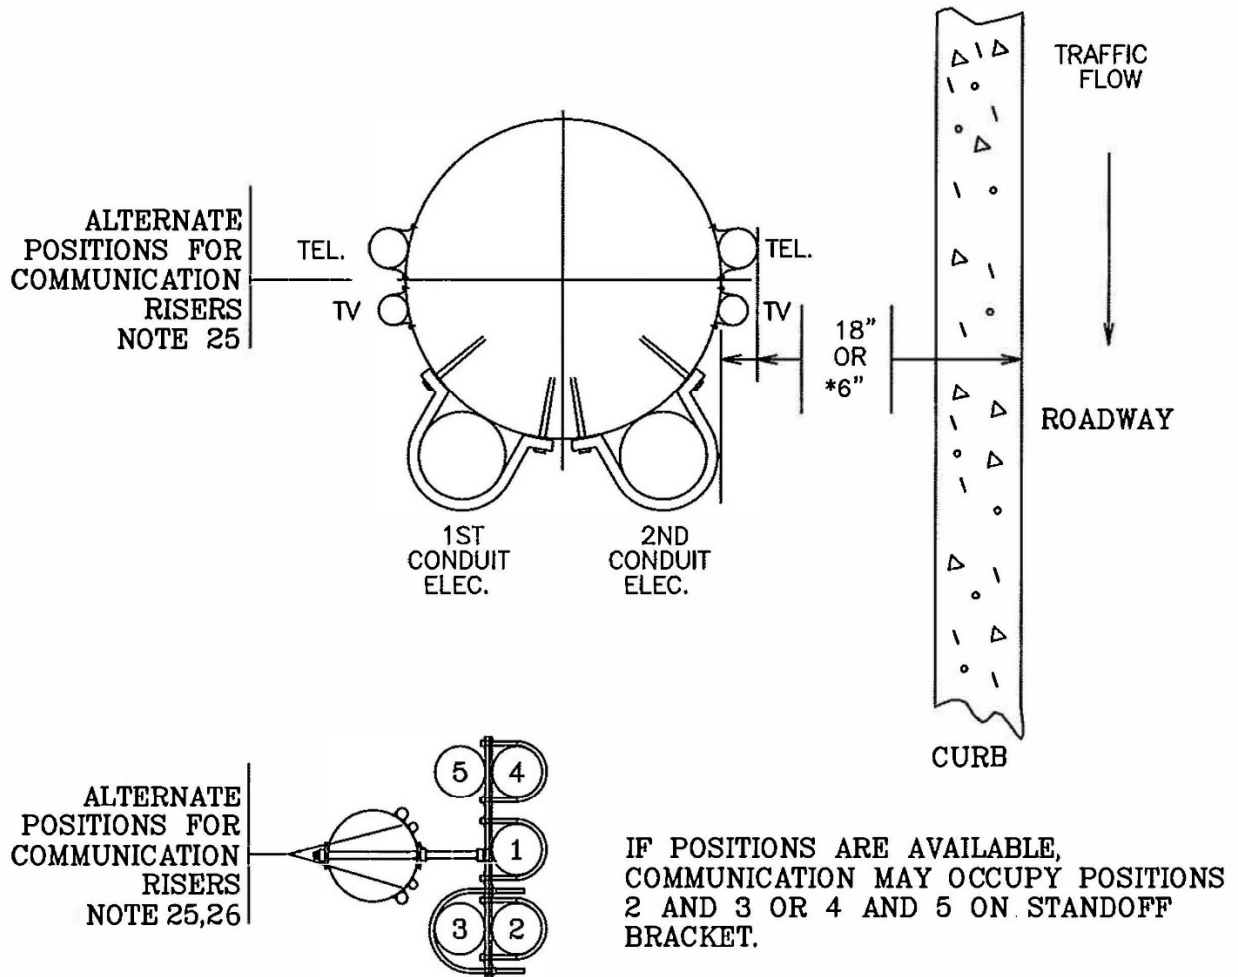 TRAFFIC
FLOW
ALTERNATE
POSITIONS FOR
COMMUNICATION
RISERS
NOTE 25
TEL.
TV
TEL.
TV
18"
OR
*6"
ROADWAY
1ST
CONDUIT
ELEC.
2ND
CONDUIT
ELEC.
CURB
ALTERNATE
POSITIONS FOR
COMMUNICATION
RISERS
NOTE 25,26
5
4
1
3
2
IF POSITIONS ARE AVAILABLE,
COMMUNICATION MAY OCCUPY POSITIONS
2 AND 3 OR 4 AND 5 ON STANDOFF
BRACKET.